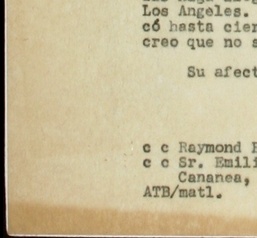 Los Angeles.
có hasta cier
creo que no s
Su afect
c c Raymond
c c Sr. Emili
Cananea,
ATB/matl.